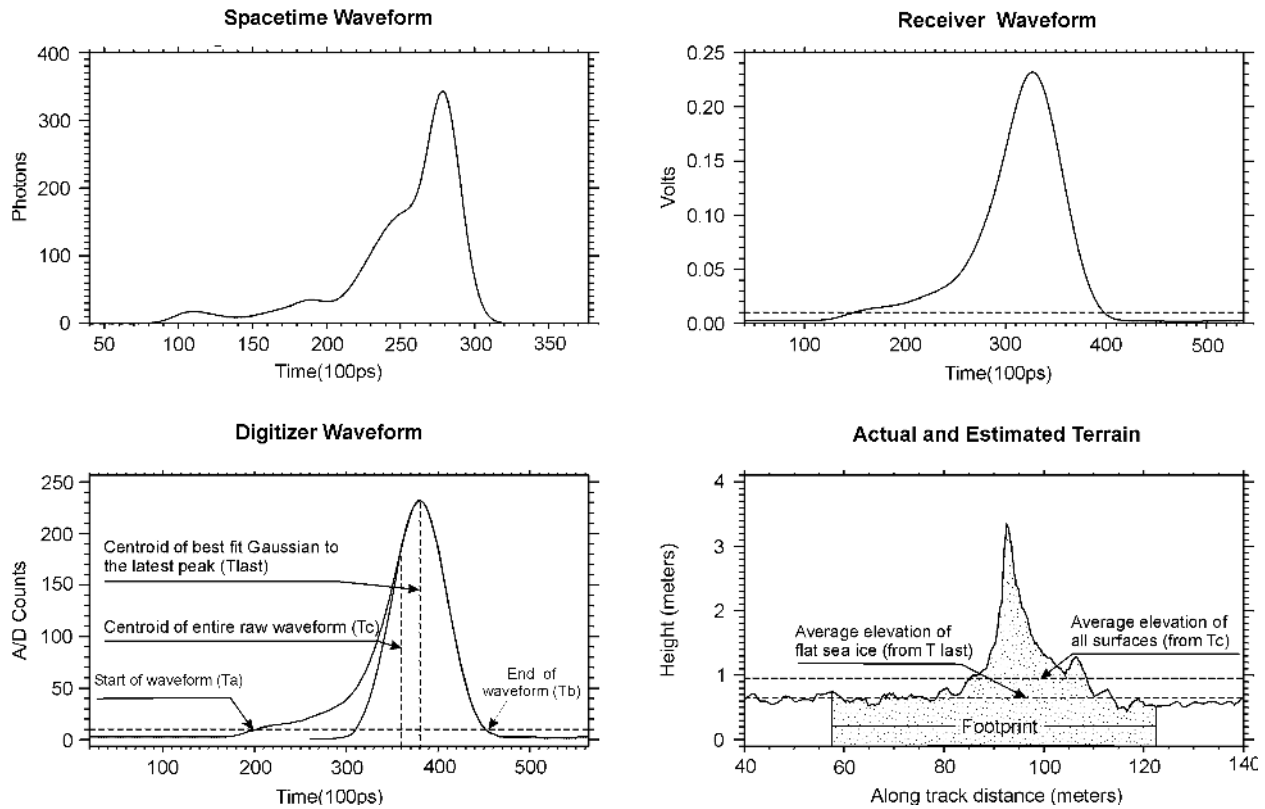 Spacetime Waveform
400
300
200
100
0
Photons
50
100
150
200
250
300
350
Time(100ps)
Receiver Waveform
0.25
0.20
0.15
0.10
0.05
0.00
Volts
100
200
300
400
500
Time(100ps)
Digitizer Waveform
250
200
150
100
50
0
A/D Counts
Centroid of best fit Gaussian to
the latest peak (Tlast)
Centroid of entire raw waveform (Tc)
Start of waveform (Ta)
End of
waveform (Tb)
100
200
300
400
500
Time(100ps)
Actual and Estimated Terrain
4
3
2
1
0
Height (meters)
Average elevation of
flat sea ice (from T last)
Average elevation of
all surfaces (from Tc)
Footprint
40
60
80
100
120
140
Along track distance (meters)